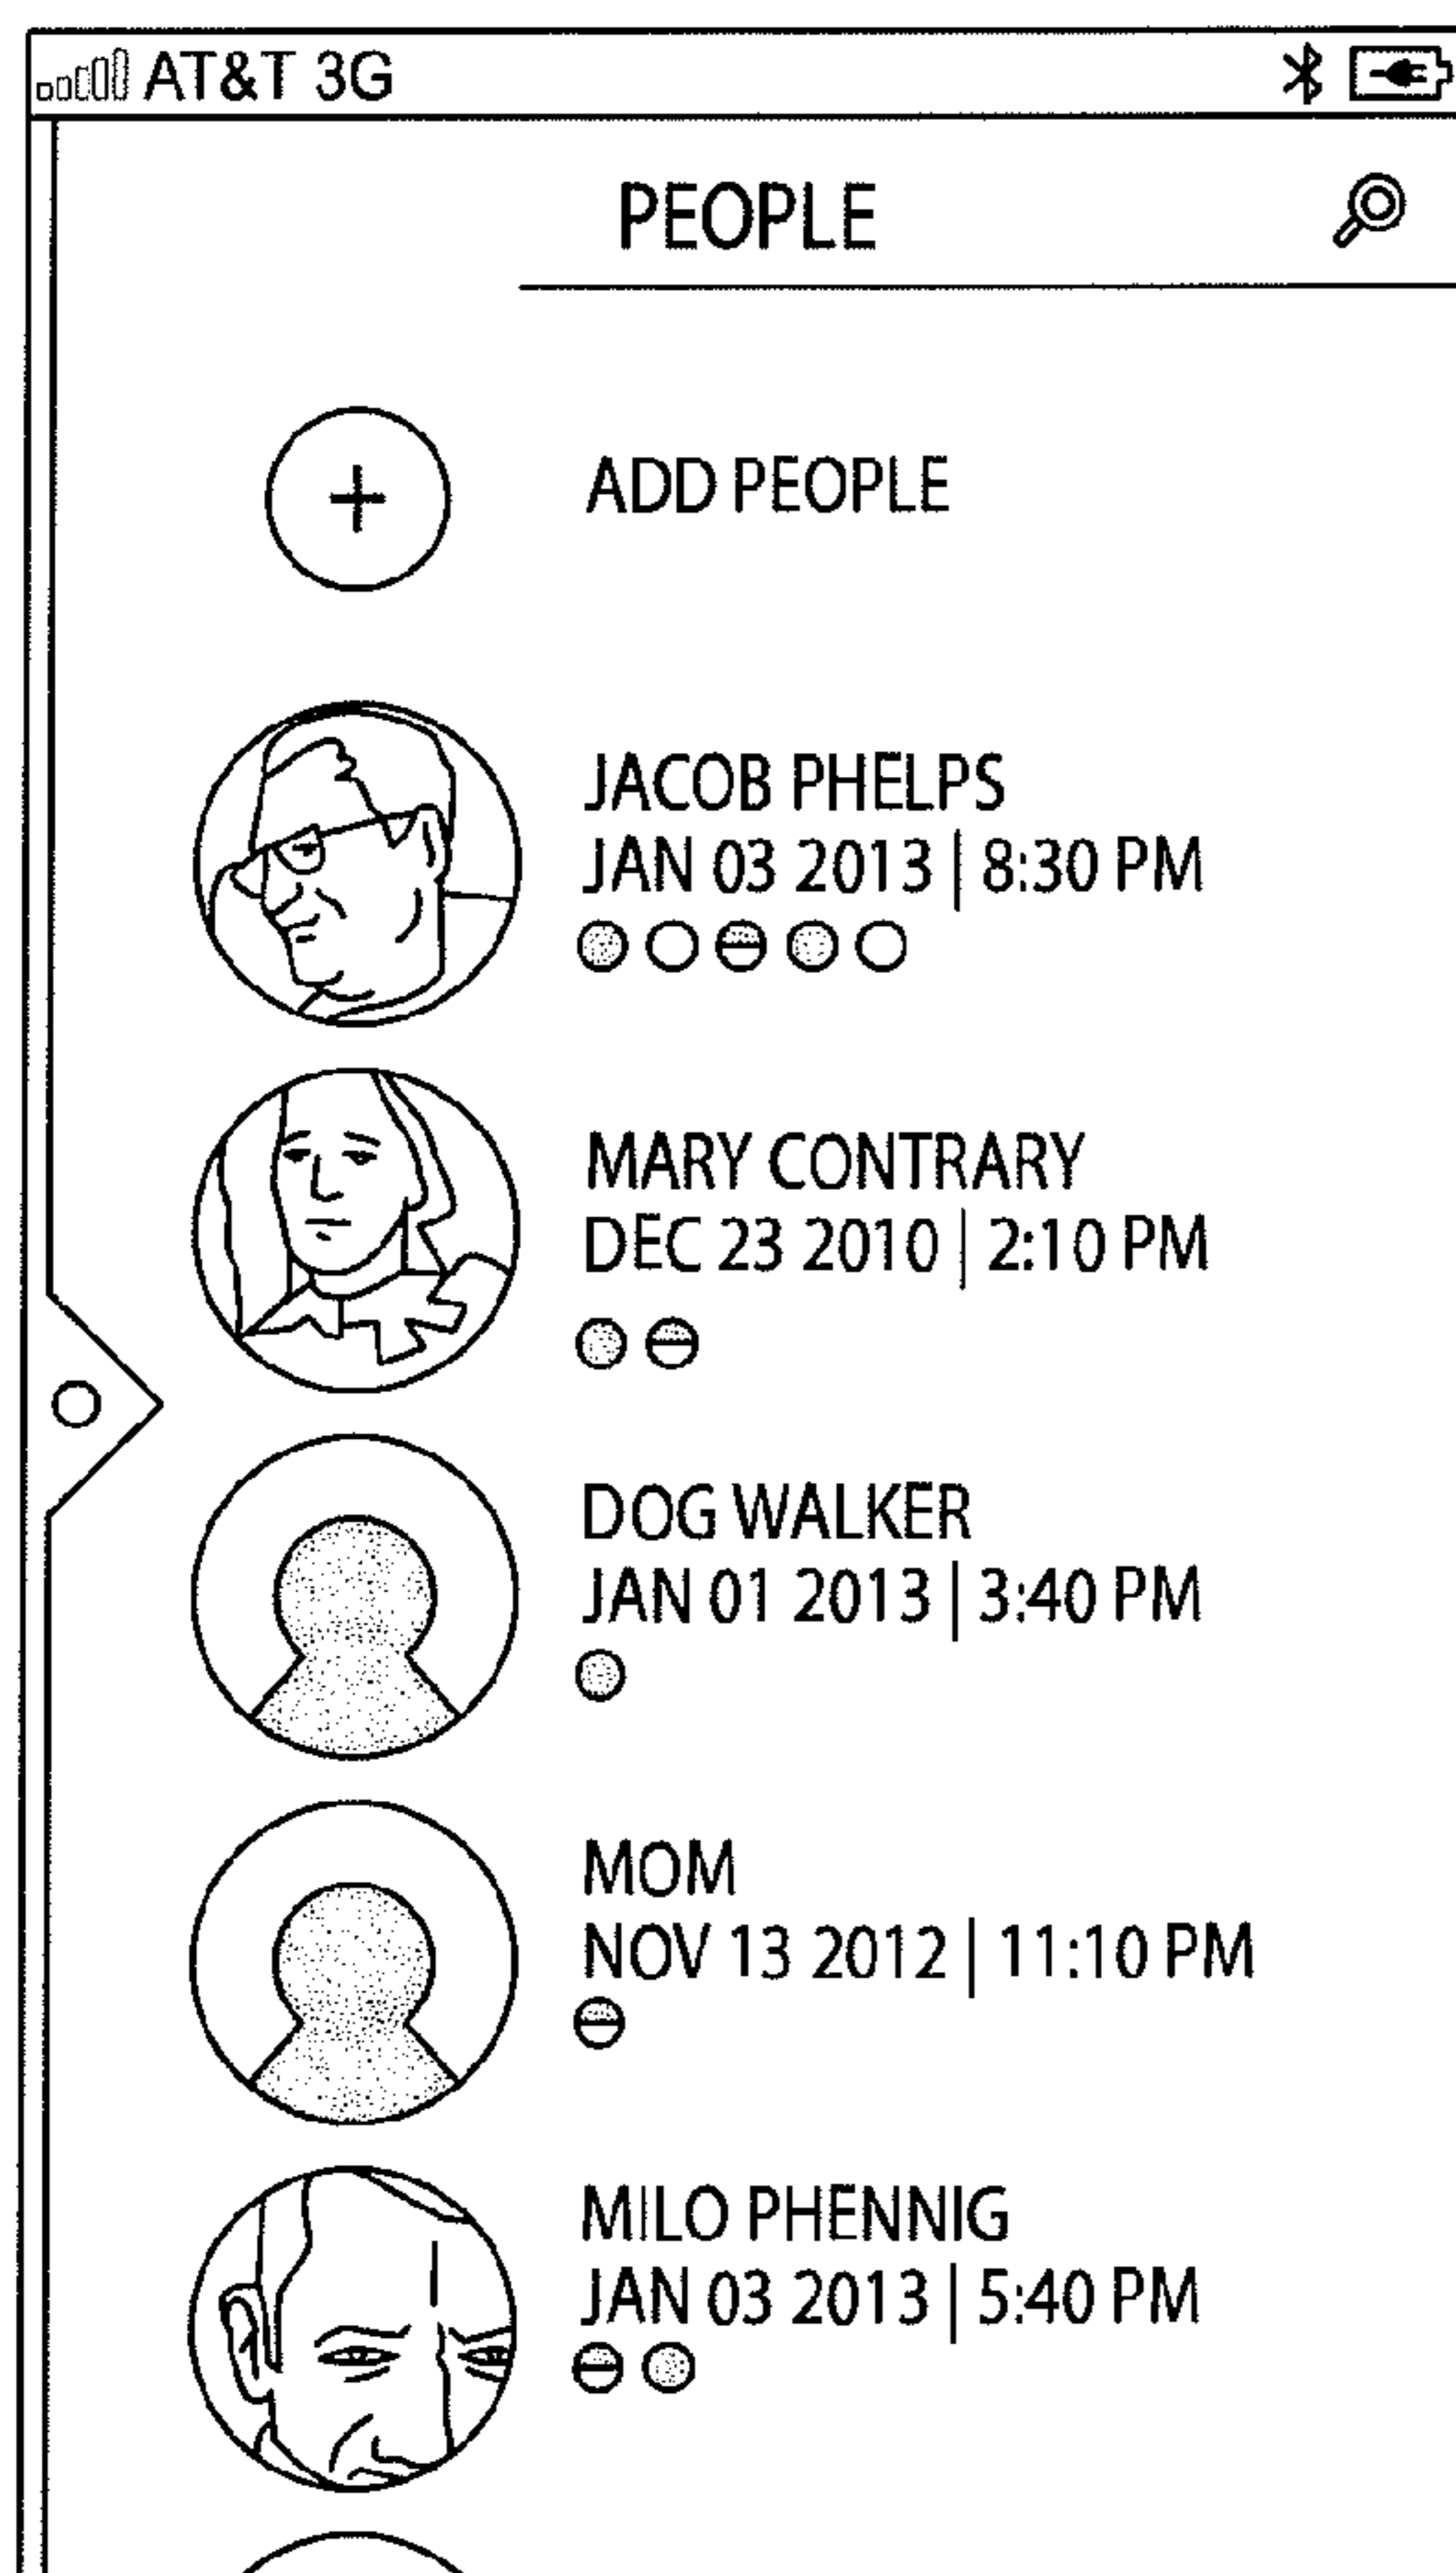 AT&T 3G
PEOPLE
ADD PEOPLE
JACOB PHELPS
JAN 03 2013 | 8:30 PM
MARY CONTRARY
DEC 23 2010 | 2:10 PM
DOG WALKER
JAN 01 2013 | 3:40 PM
MOM
NOV 13 2012 | 11:10 PM
MILO PHENNIG
JAN 03 2013 | 5:40 PM